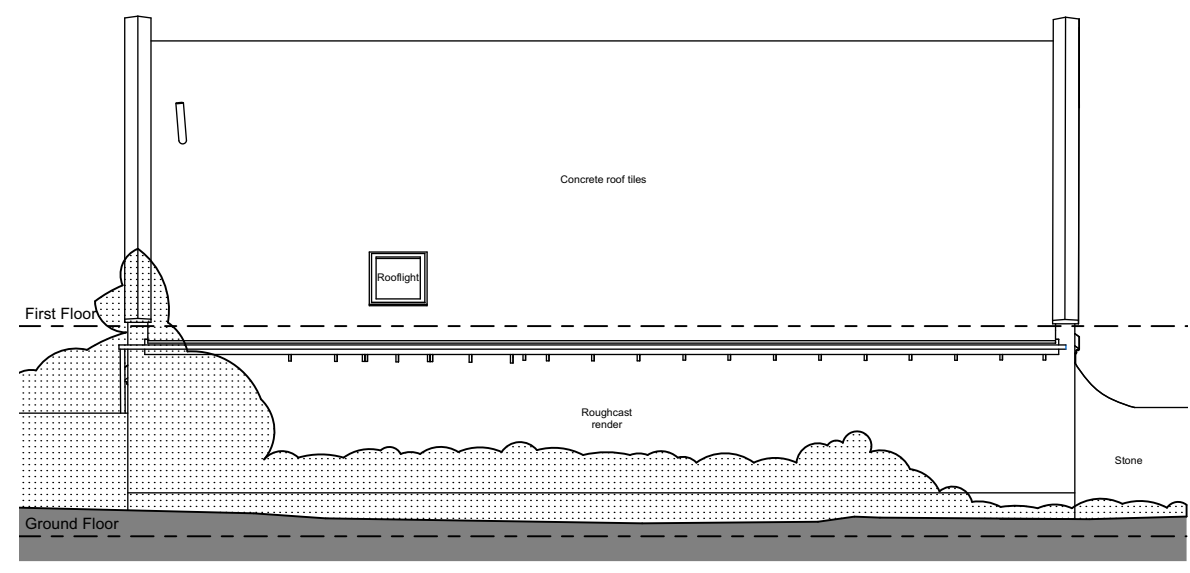 Concrete roof tiles
Rooflight
First Floor
Roughcast
render
Stone
Ground Floor